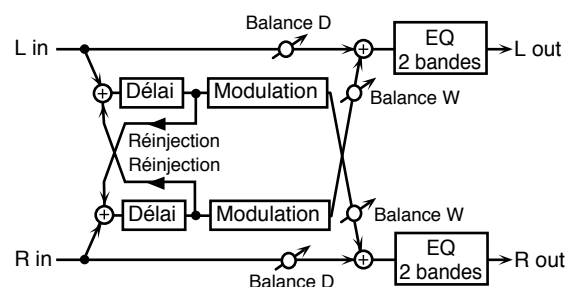 Balance D
L in
EQ
2 bandes
L out
Délai
Modulation
Balance W
Réinjection
Réinjection
Délai
Modulation
Balance W
R in
EQ
2 bandes
R out
Balance D